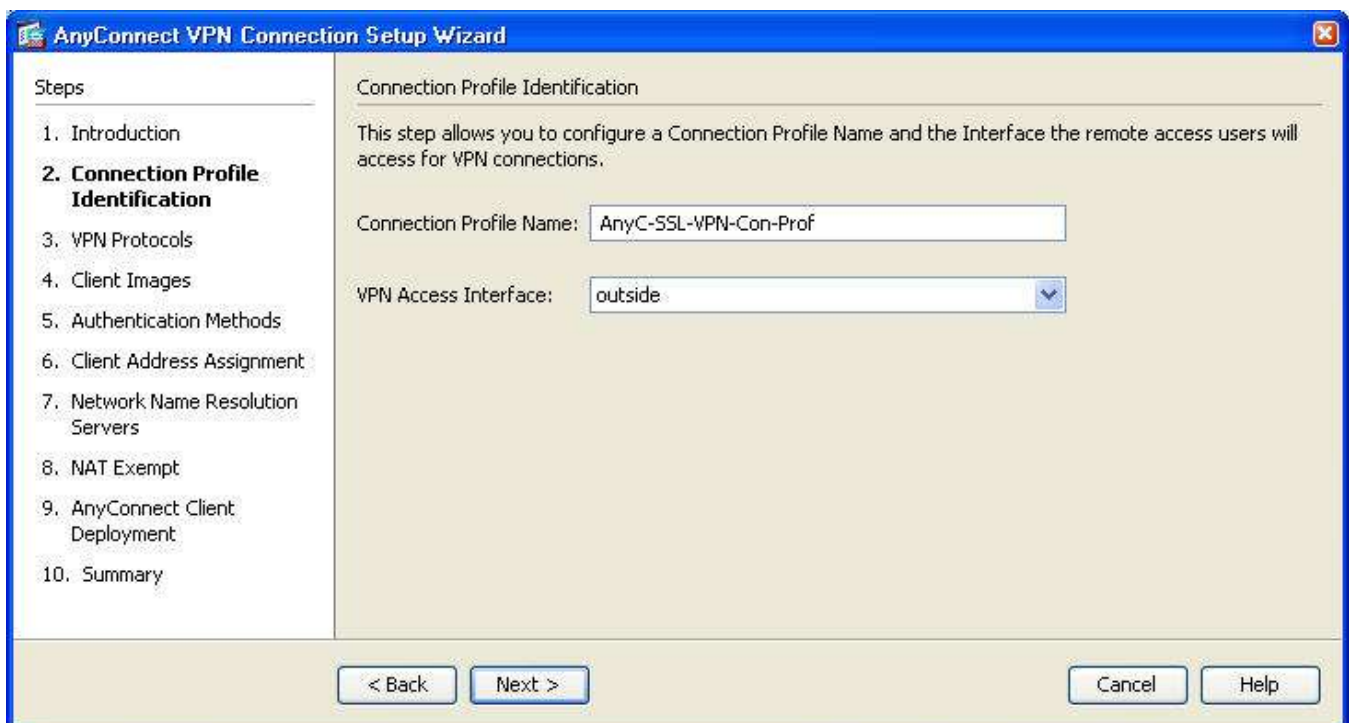 AnyConnect VPN Connection Setup Wizard
Steps
1. Introduction
2. Connection Profile
Identification
3. VPN Protocols
4. Client Images
5. Authentication Methods
6. Client Address Assignment
7. Network Name Resolution
Servers
8. NAT Exempt
9. AnyConnect Client
Deployment
10. Summary
Connection Profile Identification
This step allows you to configure a Connection Profile Name and the Interface the remote access users will
access for VPN connections.
Connection Profile Name: AnyC-SSL-VPN-Con-Prof
VPN Access Interface: outside
< Back Next > Cancel Help